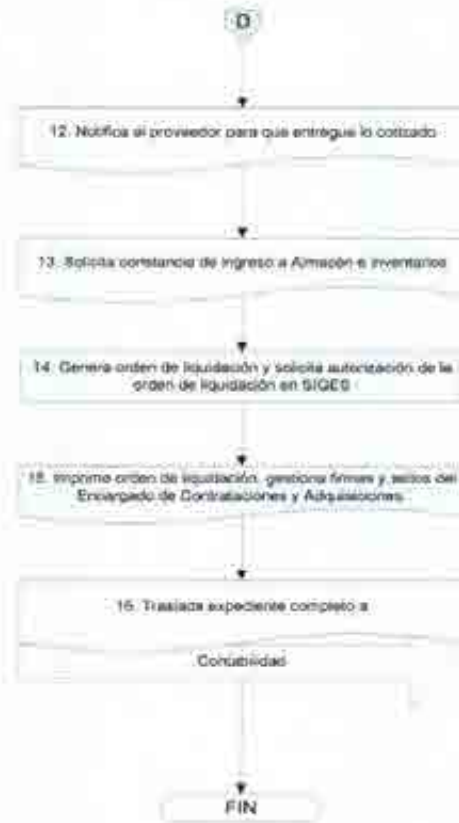 D
12. Notifica al proveedor para que entregue lo cotizado
13. Solicita constancia de ingreso a Almacén e inventarios
14. Genera orden de liquidación y solicita autorización de la
orden de liquidación en SIGES
15. Imprime orden de liquidación, gestiona firmas y sellos del
Encargado de Contrataciones y Adquisiciones.
16. Traslada expediente completo a
Contabilidad
FIN